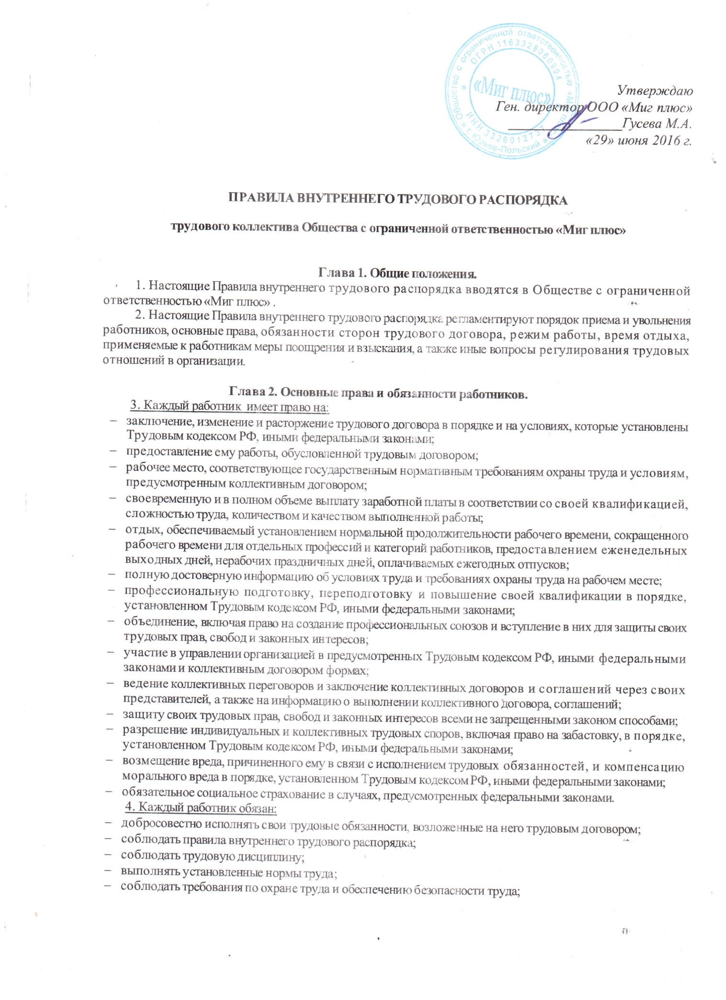 Общество с ограниченной ответственностью «Миг плюс»
* г. Юрьев-Польский *
ОГРН 1163328060994
ИНН 3326012737
«Миг плюс»
Утверждаю
Ген. директор ООО «Миг плюс»
_________________Гусева М.А.
«29» июня 2016 г.
ПРАВИЛА ВНУТРЕННЕГО ТРУДОВОГО РАСПОРЯДКА
трудового коллектива Общества с ограниченной ответственностью «Миг плюс»
Глава 1. Общие положения.
1. Настоящие Правила внутреннего трудового распорядка вводятся в Обществе с ограниченной
ответственностью «Миг плюс» .
2. Настоящие Правила внутреннего трудового распорядка регламентируют порядок приема и увольнения
работников, основные права, обязанности сторон трудового договора, режим работы, время отдыха,
применяемые к работникам меры поощрения и взыскания, а также иные вопросы регулирования трудовых
отношений в организации.
Глава 2. Основные права и обязанности работников.
3. Каждый работник имеет право на:
– заключение, изменение и расторжение трудового договора в порядке и на условиях, которые установлены
Трудовым кодексом РФ, иными федеральными законами;
– предоставление ему работы, обусловленной трудовым договором;
– рабочее место, соответствующее государственным нормативным требованиям охраны труда и условиям,
предусмотренным коллективным договором;
– своевременную и в полном объеме выплату заработной платы в соответствии со своей квалификацией,
сложностью труда, количеством и качеством выполненной работы;
– отдых, обеспечиваемый установлением нормальной продолжительности рабочего времени, сокращенного
рабочего времени для отдельных профессий и категорий работников, предоставлением еженедельных
выходных дней, нерабочих праздничных дней, оплачиваемых ежегодных отпусков;
– полную достоверную информацию об условиях труда и требованиях охраны труда на рабочем месте;
– профессиональную подготовку, переподготовку и повышение своей квалификации в порядке,
установленном Трудовым кодексом РФ, иными федеральными законами;
– объединение, включая право на создание профессиональных союзов и вступление в них для защиты своих
трудовых прав, свобод и законных интересов;
– участие в управлении организацией в предусмотренных Трудовым кодексом РФ, иными федеральными
законами и коллективным договором формах;
– ведение коллективных переговоров и заключение коллективных договоров и соглашений через своих
представителей, а также на информацию о выполнении коллективного договора, соглашений;
– защиту своих трудовых прав, свобод и законных интересов всеми не запрещенными законом способами;
– разрешение индивидуальных и коллективных трудовых споров, включая право на забастовку, в порядке,
установленном Трудовым кодексом РФ, иными федеральными законами;
– возмещение вреда, причиненного ему в связи с исполнением трудовых обязанностей, и компенсацию
морального вреда в порядке, установленном Трудовым кодексом РФ, иными федеральными законами;
– обязательное социальное страхование в случаях, предусмотренных федеральными законами.
4. Каждый работник обязан:
– добросовестно исполнять свои трудовые обязанности, возложенные на него трудовым договором;
– соблюдать правила внутреннего трудового распорядка;
– соблюдать трудовую дисциплину;
– выполнять установленные нормы труда;
– соблюдать требования по охране труда и обеспечению безопасности труда;